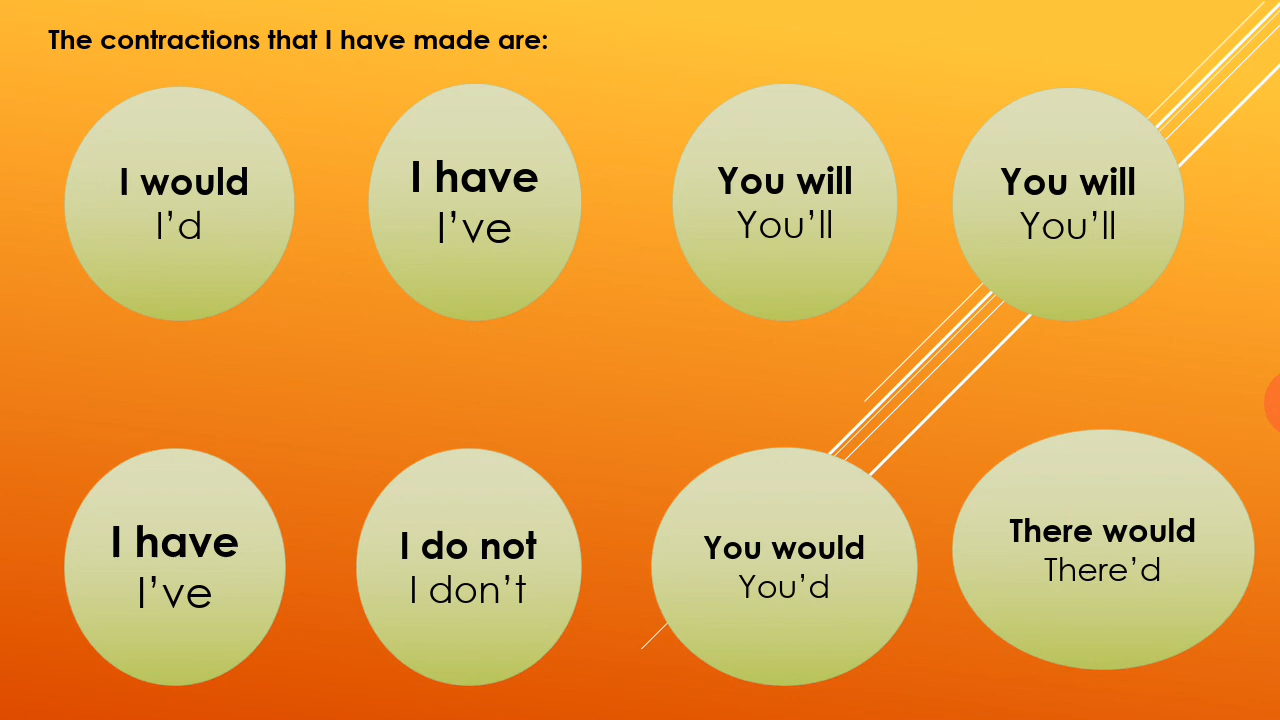 The contractions that I have made are:
I would
I’d
I have
I’ve
You will
You’ll
You will
You’ll
I have
I’ve
I do not
I don’t
You would
You’d
There would
There’d